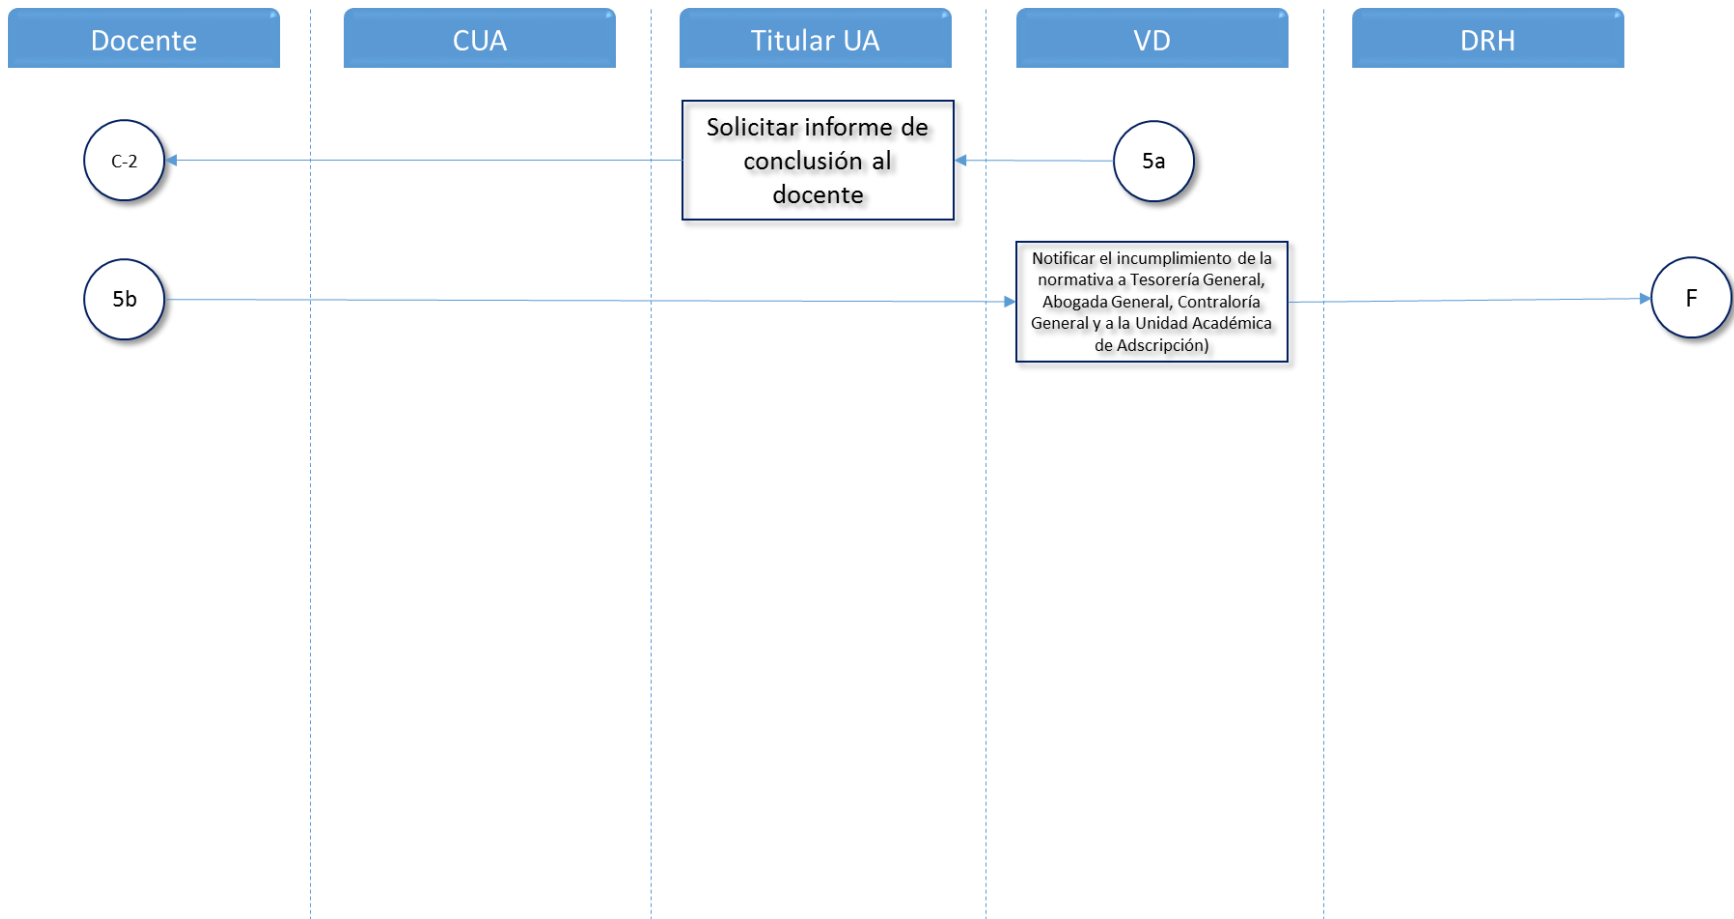 Docente
CUA
Titular UA
VD
DRH
C-2
Solicitar informe de
conclusión al
docente
5a
5b
Notificar el incumplimiento de la
normativa a Tesorería General,
Abogada General, Contraloría
General y a la Unidad Académica
de Adscripción)
F